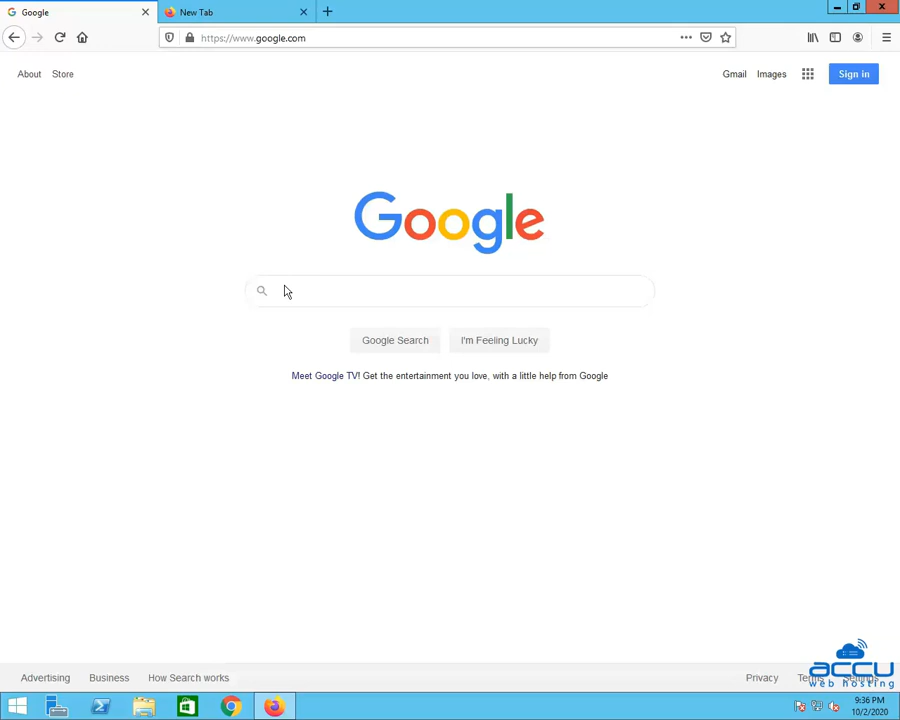 Google
New Tab
https://www.google.com
About Store
Gmail Images Sign in
Google
Google Search I'm Feeling Lucky
Meet Google TV! Get the entertainment you love, with a little help from Google
Advertising Business How Search works
Privacy Terms Settings
accu
web hosting
9:36 PM
10/2/2020